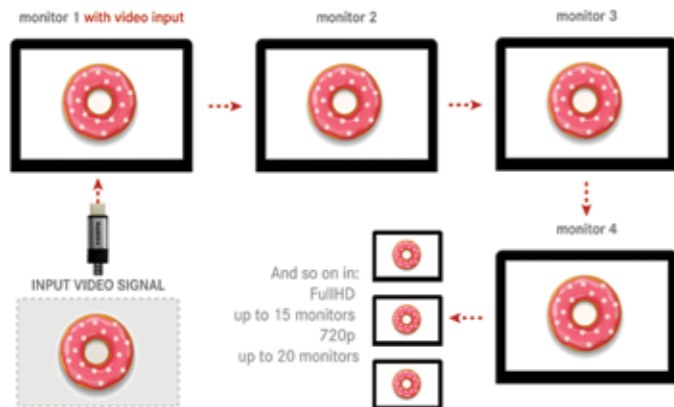 monitor 1 with video input
monitor 2
monitor 3
monitor 4
INPUT VIDEO SIGNAL
And so on in:
FullHD
up to 15 monitors
720p
up to 20 monitors